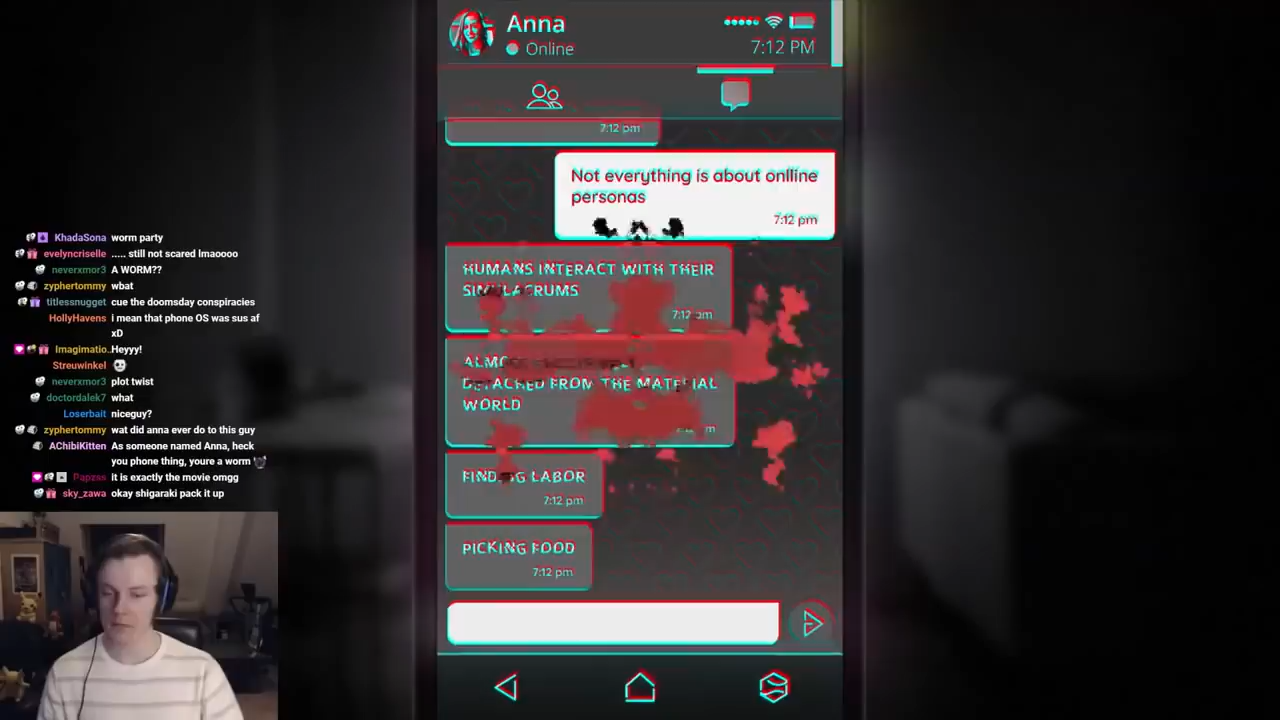 Anna
Online
7:12 PM
7:12 pm
Not everything is about onlline
personas
7:12 pm
HUMANS INTERACT WITH THEIR
SIMULACRUMS
7:12 pm
DETACHED FROM THE MATERIAL
WORLD
pm
FINDING LABOR
7:12 pm
PICKING FOOD
7:12 pm
KhadaSona worm party
evelyncriselle ..... still not scared lmaoooo
neverxmor3 A WORM??
zyphertommy what
titlessnugget cue the doomsday conspiracies
HollyHavens i mean that phone OS was sus af
xD
Imagimatio.. Heyyy!
Streuwinkel
neverxmor3 plot twist
doctordalek7 what
Loserbait niceguy?
zyphertommy wat did anna ever do to this guy
AChibiKitten As someone named Anna, heck
you phone thing, youre a worm
Papzss it is exactly the movie omgg
sky_zawa okay shigaraki pack it up